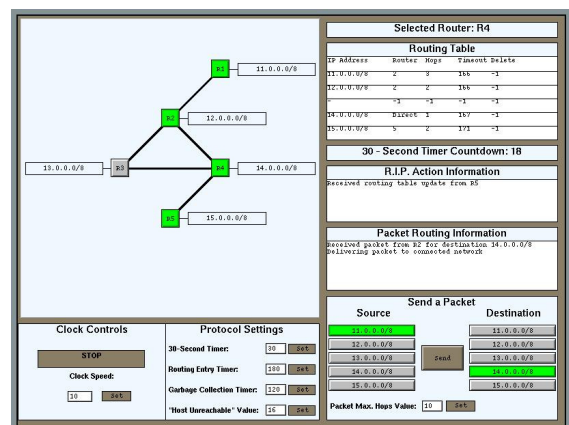 Selected Router: R4
Routing Table
IP Address Router Hops Timeout Delete
11.0.0.0/8 2 3 166 -1
12.0.0.0/8 2 2 166 -1
- -1 -1 -1 -1
14.0.0.0/8 Direct 1 167 -1
15.0.0.0/8 5 2 171 -1
30 - Second Timer Countdown: 18
R.I.P. Action Information
Received routing table update from R5
Packet Routing Information
Received packet from R2 for destination 14.0.0.0/8
Delivering packet to connected network
R1 11.0.0.0/8
R2 12.0.0.0/8
13.0.0.0/8 R3
R4 14.0.0.0/8
R5 15.0.0.0/8
Clock Controls
STOP
Clock Speed:
10 Set
Protocol Settings
30-Second Timer: 30 Set
Routing Entry Timer: 180 Set
Garbage Collection Timer: 120 Set
"Host Unreachable" Value: 16 Set
Send a Packet
Source Destination
11.0.0.0/8 11.0.0.0/8
12.0.0.0/8 12.0.0.0/8
13.0.0.0/8 Send 13.0.0.0/8
14.0.0.0/8 14.0.0.0/8
15.0.0.0/8 15.0.0.0/8
Packet Max. Hops Value: 10 Set